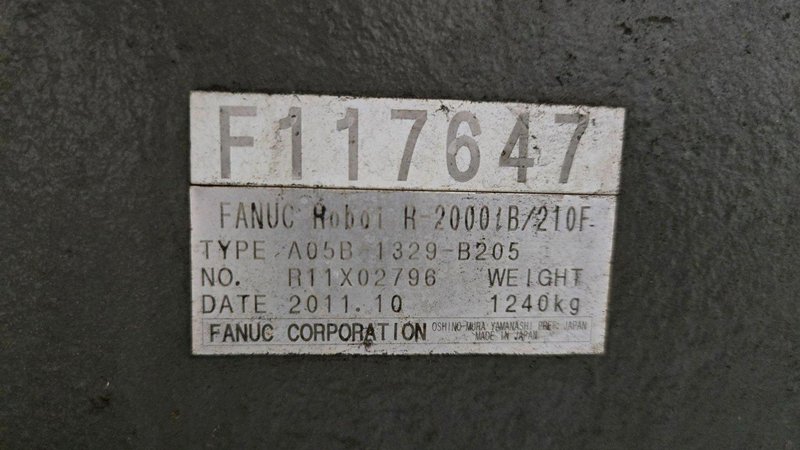 F117647
FANUC Robot R-2000iB/210F
TYPE A05B-1329-B205
NO. R11X02796 WEIGHT
DATE 2011.10 1240kg
FANUC CORPORATION OSHINO-MURA YAMANASHI PREF. JAPAN
MADE IN JAPAN